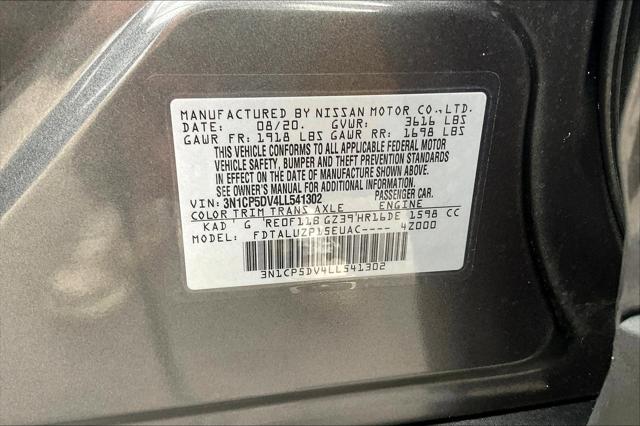 MANUFACTURED BY NISSAN MOTOR CO.,LTD.
DATE: 08/20. GVWR: 3616 LBS
GAWR FR: 1918 LBS GAWR RR: 1698 LBS
THIS VEHICLE CONFORMS TO ALL APPLICABLE FEDERAL MOTOR
VEHICLE SAFETY, BUMPER AND THEFT PREVENTION STANDARDS
IN EFFECT ON THE DATE OF MANUFACTURE SHOWN ABOVE.
SEE OWNER'S MANUAL FOR ADDITIONAL INFORMATION.
VIN: 3N1CP5DV4LL541302 PASSENGER CAR.
COLOR TRIM TRANS AXLE ENGINE
KAD G RE0F11B GZ39 HR16DE 1598 CC
MODEL: FDTALUZP15EUAC---- 4Z000
3N1CP5DV4LL541302